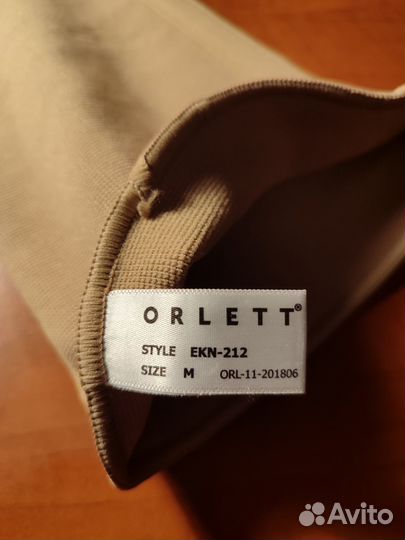 ORLETT®
STYLE EKN-212
SIZE M ORL-11-201806
Avito